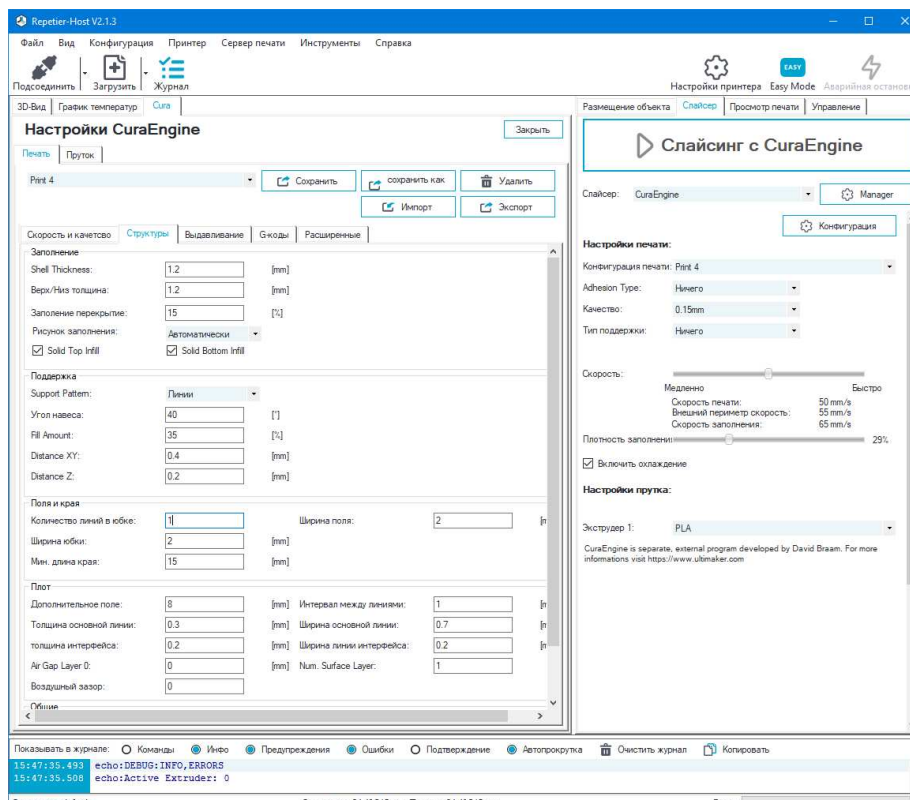 Repetier-Host V2.1.3
Файл Вид Конфигурация Принтер Сервер печати Инструменты Справка
Подсоединить Загрузить Журнал Настройки принтера EASY Easy Mode Аварийная останов
3D-Вид График температур Cura
Настройки CuraEngine Закрыть
Печать Пруток
Print 4 Сохранить сохранить как Удалить
Импорт Экспорт
Скорость и качетсво Структуры Выдавливание G-коды Расширенные
Заполнение
Shell Thickness: 1.2 [mm]
Верх/Низ толщина: 1.2 [mm]
Заполение перекрытие: 15 [%]
Рисунок заполнения: Автоматически
Solid Top Infill Solid Bottom Infill
Поддержка
Support Pattern: Линии
Угол навеса: 40 [°]
Fill Amount: 35 [%]
Distance XY: 0.4 [mm]
Distance Z: 0.2 [mm]
Поля и края
Количество линий в юбке: 1 Ширина поля: 2
Ширина юбки: 2 [mm]
Мин. длина края: 15 [mm]
Плот
Дополнительное поле: 8 [mm] Интервал между линиями: 1
Толщина основной линии: 0.3 [mm] Ширина основной линии: 0.7
толщина интерфейса: 0.2 [mm] Ширина линии интерфейса: 0.2
Air Gap Layer 0: 0 [mm] Num. Surface Layer: 1
Воздушный зазор: 0
Общие
Размещение объекта Слайсер Просмотр печати Управление
Слайсинг с CuraEngine
Слайсер: CuraEngine Manager
Конфигурация
Настройки печати:
Конфигурация печати: Print 4
Adhesion Type: Ничего
Качество: 0.15mm
Тип поддержки: Ничего
Скорость:
Медленно Быстро
Скорость печати: 50 mm/s
Внешний периметр скорость: 55 mm/s
Скорость заполнения: 65 mm/s
Плотность заполнени 29%
Включить охлаждение
Настройки прутка:
Экструдер 1: PLA
CuraEngine is separate, external program developed by David Braam. For more
informations visit https://www.ultimaker.com
Показывать в журнале: Команды Инфо Предупреждения Ошибки Подтверждение Автопрокрутка Очистить журнал Копировать
15:47:35.493 echo:DEBUG:INFO,ERRORS
15:47:35.508 echo:Active Extruder: 0